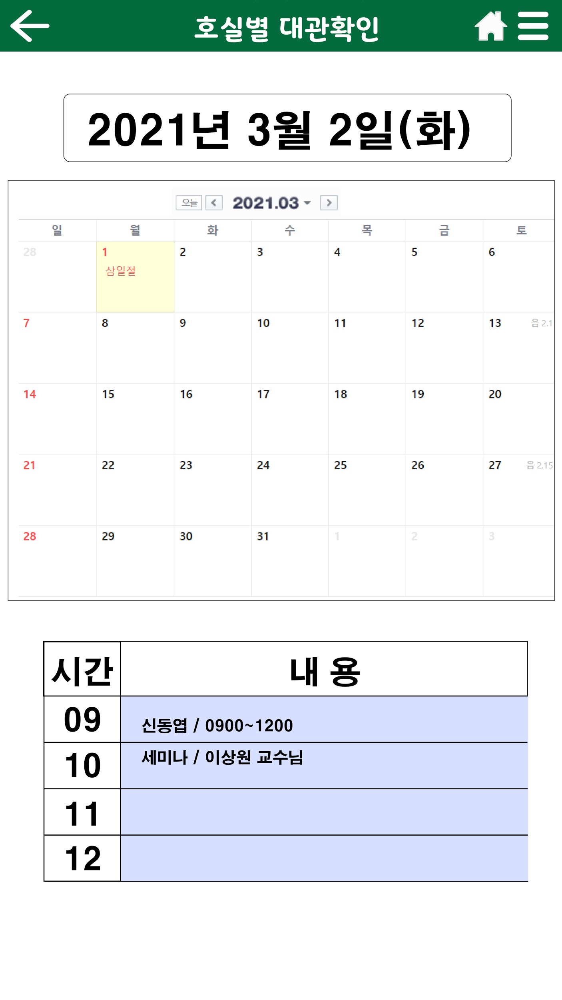 호실별 대관확인
2021년 3월 2일(화)
오늘 2021.03
일 월 화 수 목 금 토
28 1 2 3 4 5 6
삼일절
7 8 9 10 11 12 13 음 2.1
14 15 16 17 18 19 20
21 22 23 24 25 26 27 음 2.15
28 29 30 31 1 2 3
시간 내 용
09 신동엽 / 0900~1200
10 세미나 / 이상원 교수님
11
12